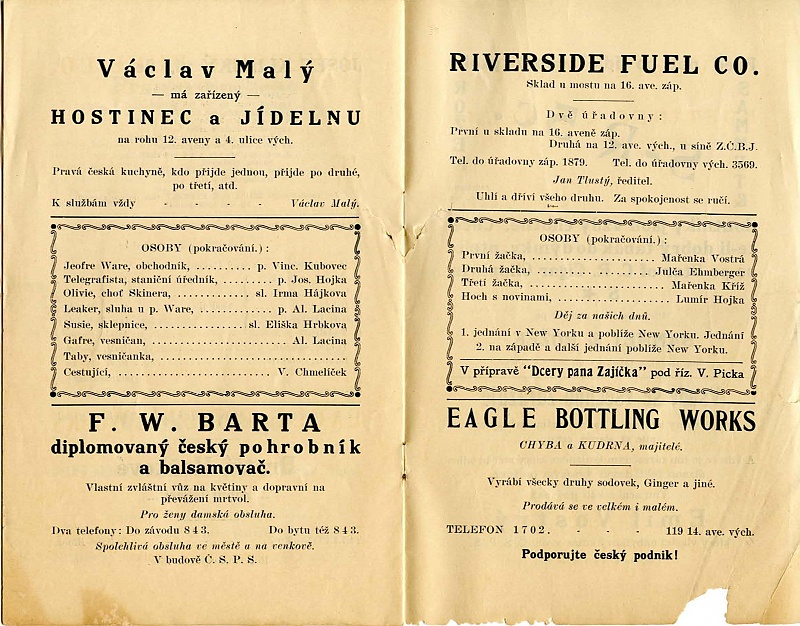 Václav Malý
— má zařízený —
HOSTINEC a JÍDELNU
na rohu 12. aveny a 4. ulice vých.
Pravá česká kuchyně, kdo přijde jednou, přijde po druhé,
po třetí, atd.
K službám vždy - - - - Václav Malý.
OSOBY (pokračování.) :
Jeofre Ware, obchodník, .......... p. Vinc. Kubovec
Telegrafista, staniční úředník, ......... p. Jos. Hojka
Olivie, choť Skinera, .............. sl. Irma Hájkova
Leaker, sluha u p. Ware, ............ p. Al. Lacina
Susie, sklepnice, ................ sl. Eliška Hrbkova
Gafre, vesničan, ...................... Al. Lacina
Taby, vesničanka, ................................
Cestující, ........................ V. Chmelíček
F. W. BARTA
diplomovaný český pohrobník
a balsamovač.
Vlastní zvláštní vůz na květiny a dopravní na
převážení mrtvol.
Pro ženy damská obsluha.
Dva telefony: Do závodu 843. Do bytu též 843.
Spolehlivá obsluha ve městě a na venkově.
V budově Č. S. P. S.
RIVERSIDE FUEL CO.
Sklad u mostu na 16. ave. záp.
Dvě úřadovny:
První u skladu na 16. aveně záp.
Druhá na 12. ave. vých., u síně Z.Č.B.J.
Tel. do úřadovny záp. 1879. Tel. do úřadovny vých. 3569.
Jan Tlustý, ředitel.
Uhlí a dříví všeho druhu. Za spokojenost se ručí.
OSOBY (pokračování.) :
První žačka, ...................... Mařenka Vostrá
Druhá žačka, ..................... Julča Ehmberger
Třetí žačka, ........................ Mařenka Kříž
Hoch s novinami, .................. Lumír Hojka
Děj za našich dnů.
1. jednání v New Yorku a poblíže New Yorku. Jednání
2. na západě a další jednání poblíže New Yorku.
V přípravě "Dcery pana Zajíčka" pod říz. V. Picka
EAGLE BOTTLING WORKS
CHYBA a KUDRNA, majitelé.
Vyrábí všecky druhy sodovek, Ginger a jiné.
Prodává se ve velkém i malém.
TELEFON 1702. - - - 119 14. ave. vých.
Podporujte český podnik!